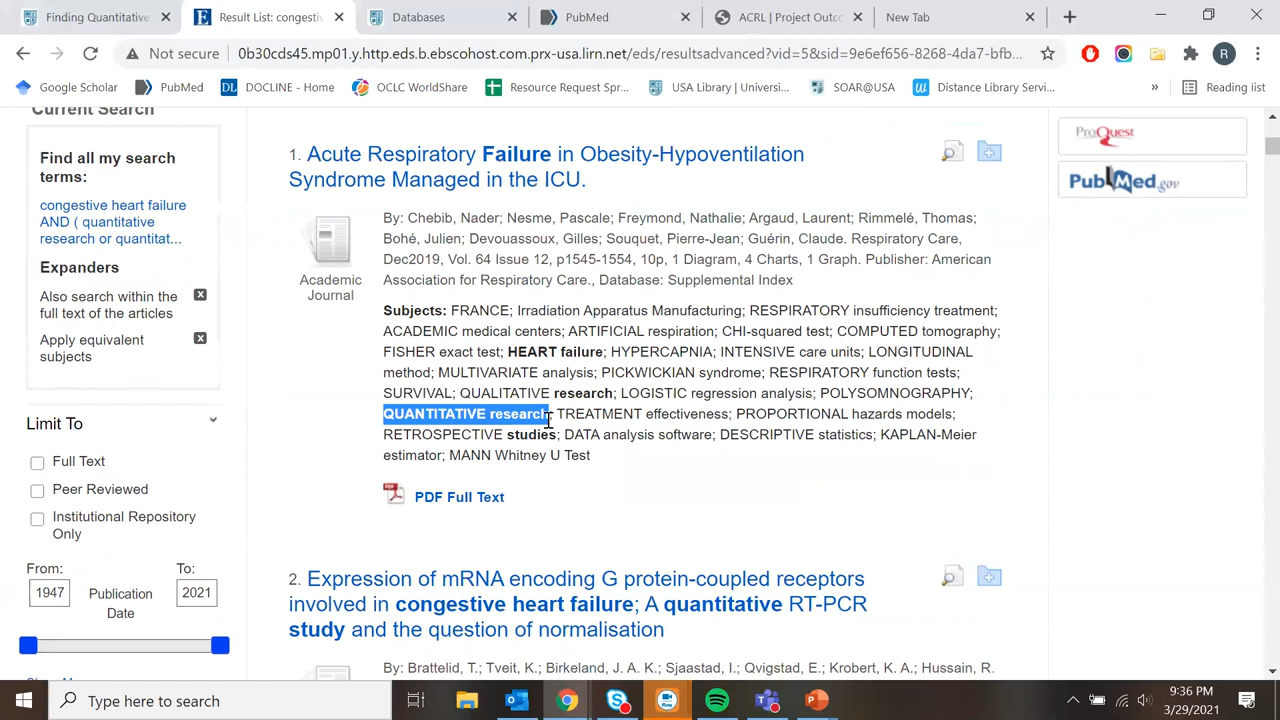 Finding Quantitative
Result List: congesti
Databases
PubMed
ACRL | Project Outco
New Tab
Not secure
0b30cds45.mp01.y.http.eds.b.ebscohost.com.prx-usa.lirn.net/eds/resultsadvanced?vid=5&sid=9e6ef656-8268-4da7-bfb...
R
Google Scholar
PubMed
DL DOCLINE - Home
OCLC WorldShare
Resource Request Spr...
USA Library | Universi...
SOAR@USA
Distance Library Servi...
»
Reading list
Current Search
Find all my search
terms:
congestive heart failure
AND ( quantitative
research or quantitat...
Expanders
Also search within the
full text of the articles
Apply equivalent
subjects
Limit To
Full Text
Peer Reviewed
Institutional Repository
Only
From:
To:
1947
Publication
Date
2021
1. Acute Respiratory Failure in Obesity-Hypoventilation
Syndrome Managed in the ICU.
Academic
Journal
By: Chebib, Nader; Nesme, Pascale; Freymond, Nathalie; Argaud, Laurent; Rimmelé, Thomas;
Bohé, Julien; Devouassoux, Gilles; Souquet, Pierre-Jean; Guérin, Claude. Respiratory Care,
Dec2019, Vol. 64 Issue 12, p1545-1554, 10p, 1 Diagram, 4 Charts, 1 Graph. Publisher: American
Association for Respiratory Care., Database: Supplemental Index
Subjects: FRANCE; Irradiation Apparatus Manufacturing; RESPIRATORY insufficiency treatment;
ACADEMIC medical centers; ARTIFICIAL respiration; CHI-squared test; COMPUTED tomography;
FISHER exact test; HEART failure; HYPERCAPNIA; INTENSIVE care units; LONGITUDINAL
method; MULTIVARIATE analysis; PICKWICKIAN syndrome; RESPIRATORY function tests;
SURVIVAL; QUALITATIVE research; LOGISTIC regression analysis; POLYSOMNOGRAPHY;
QUANTITATIVE research; TREATMENT effectiveness; PROPORTIONAL hazards models;
RETROSPECTIVE studies; DATA analysis software; DESCRIPTIVE statistics; KAPLAN-Meier
estimator; MANN Whitney U Test
PDF Full Text
2. Expression of mRNA encoding G protein-coupled receptors
involved in congestive heart failure; A quantitative RT-PCR
study and the question of normalisation
By: Brattelid, T.; Tveit, K.; Birkeland, J. A. K.; Sjaastad, I.; Qvigstad, E.; Krobert, K. A.; Hussain, R.
ProQuest
PubMed.gov
Type here to search
9:36 PM
3/29/2021